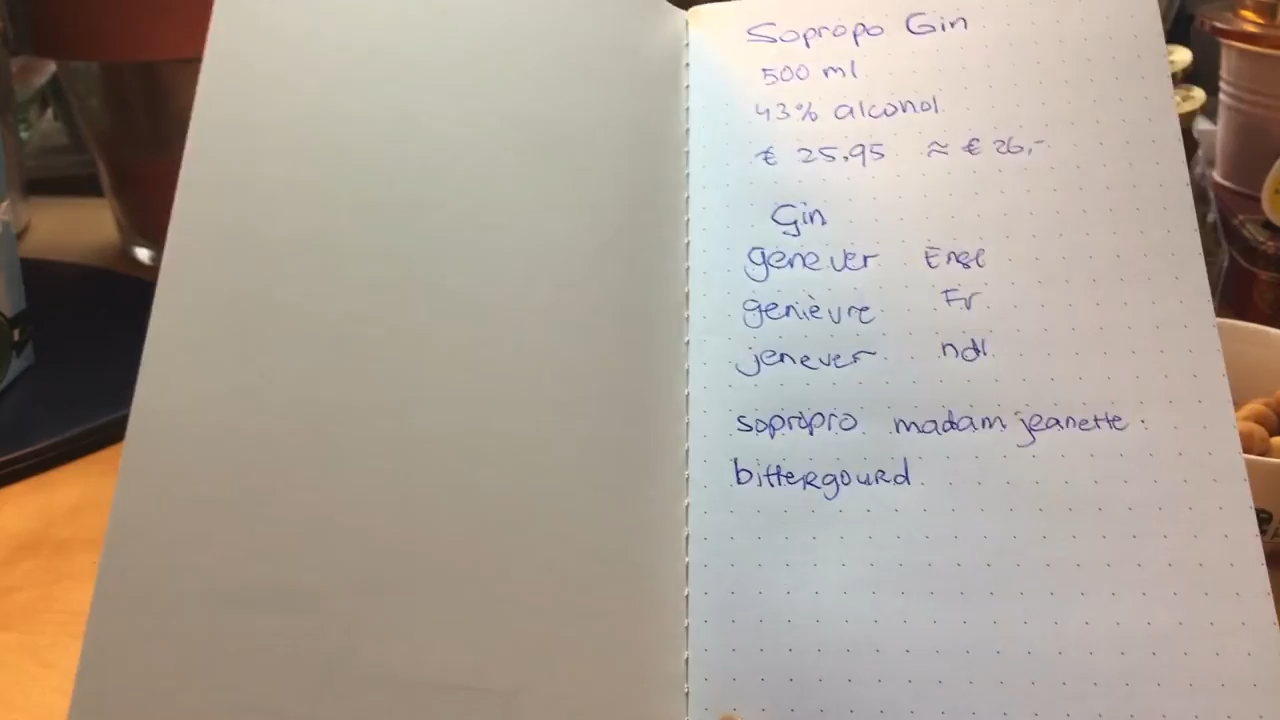 Sopropo Gin
500 ml
43% alcohol
€ 25,95 ≈ € 26,-
Gin
genever Engl
genièvre Fr
jenever ndl
sopropro madam jeanette.
bittergourd